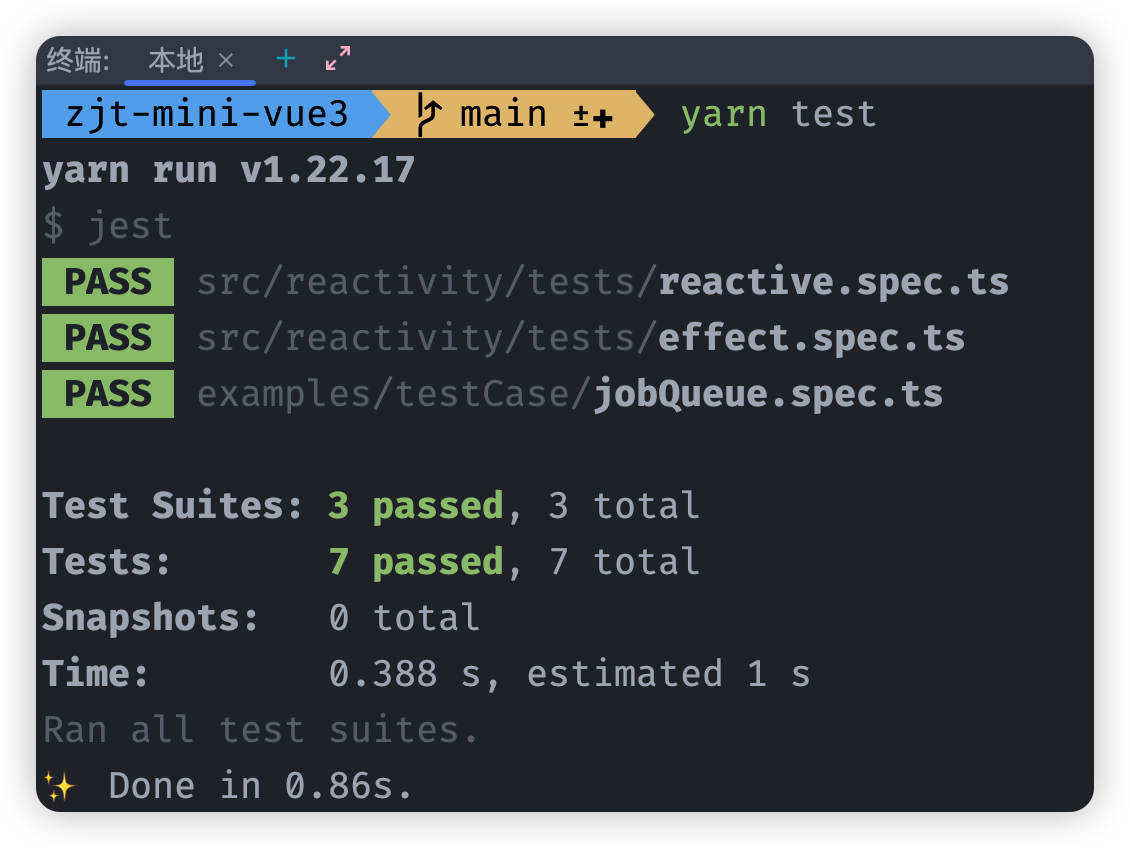 终端: 本地 × +
zjt-mini-vue3 main ±✚ yarn test
yarn run v1.22.17
$ jest
PASS src/reactivity/tests/reactive.spec.ts
PASS src/reactivity/tests/effect.spec.ts
PASS examples/testCase/jobQueue.spec.ts
Test Suites: 3 passed, 3 total
Tests: 7 passed, 7 total
Snapshots: 0 total
Time: 0.388 s, estimated 1 s
Ran all test suites.
✨ Done in 0.86s.